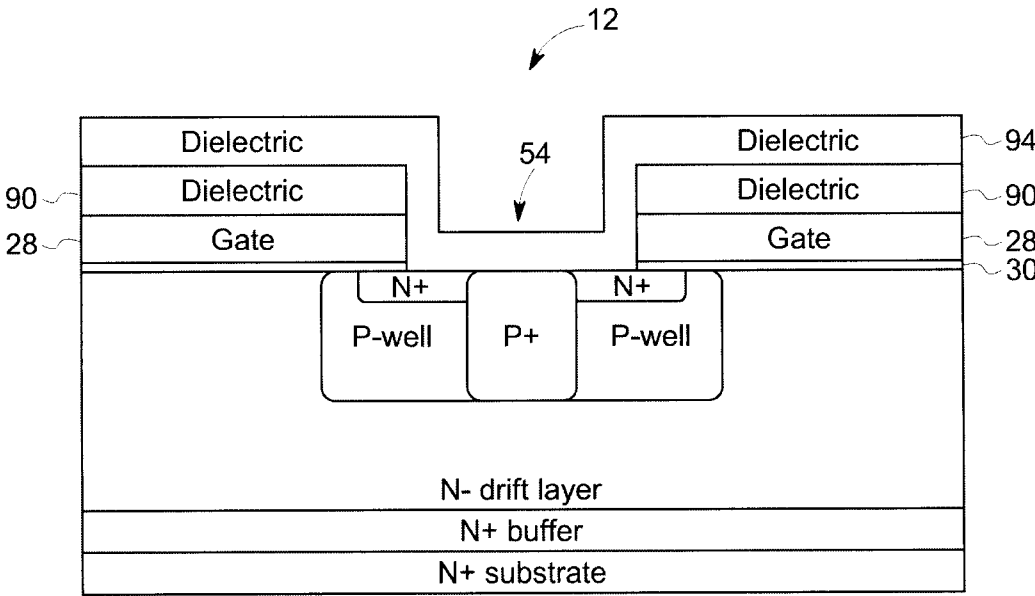 12
Dielectric
54
Dielectric
94
90
Dielectric
Dielectric
90
28
Gate
Gate
28
30
N+
N+
P-well
P+
P-well
N- drift layer
N+ buffer
N+ substrate